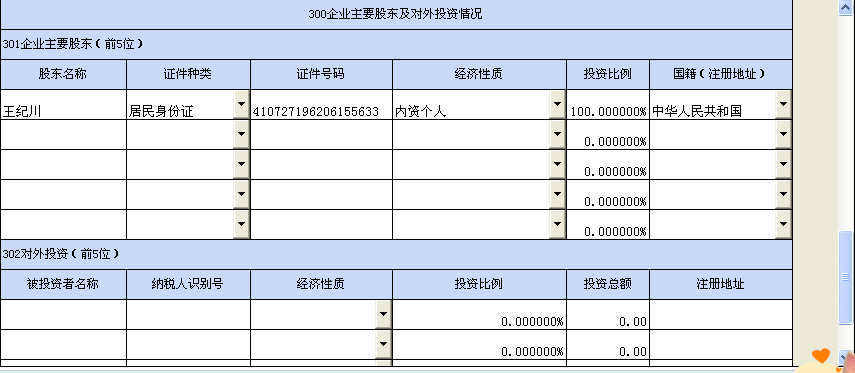 300企业主要股东及对外投资情况
301企业主要股东（前5位）
股东名称 证件种类 证件号码 经济性质 投资比例 国籍（注册地址）
王纪川 居民身份证 410727196206155633 内资个人 100.000000% 中华人民共和国
0.000000%
0.000000%
0.000000%
0.000000%
302对外投资（前5位）
被投资者名称 纳税人识别号 经济性质 投资比例 投资总额 注册地址
0.000000% 0.00
0.000000% 0.00